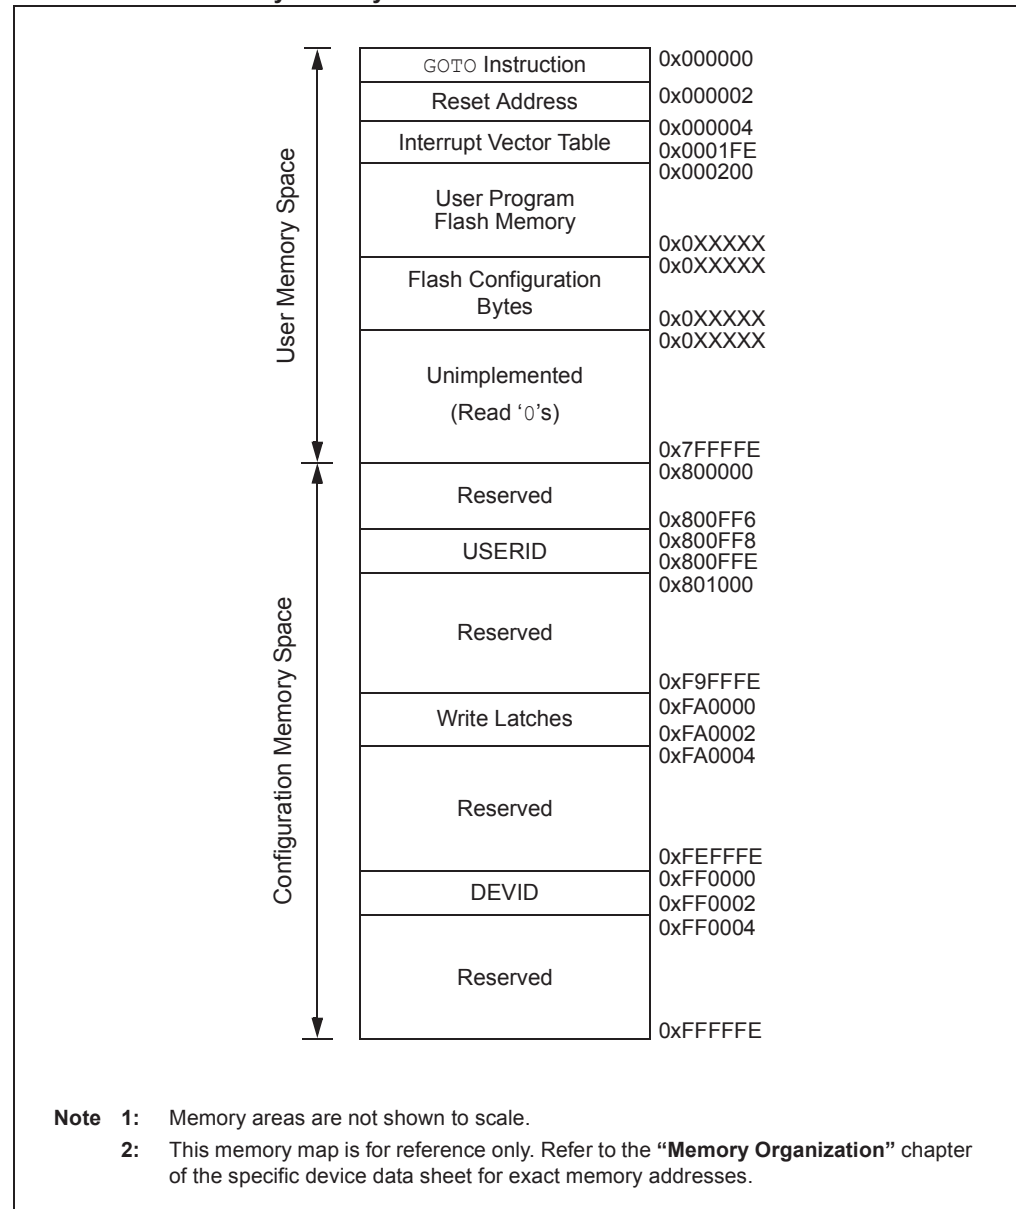 GOTO Instruction 0x000000
Reset Address 0x000002
0x000004
Interrupt Vector Table 0x0001FE
0x000200
User Program
Flash Memory
0x0XXXXX
0x0XXXXX
Flash Configuration
Bytes
0x0XXXXX
0x0XXXXX
Unimplemented
(Read ‘0’s)
0x7FFFFE
User Memory Space
0x800000
Reserved
0x800FF6
0x800FF8
USERID
0x800FFE
0x801000
Reserved
0xF9FFFE
0xFA0000
Write Latches
0xFA0002
0xFA0004
Reserved
0xFEFFFE
0xFF0000
DEVID
0xFF0002
0xFF0004
Reserved
0xFFFFFE
Configuration Memory Space
Note 1: Memory areas are not shown to scale.
2: This memory map is for reference only. Refer to the “Memory Organization” chapter
of the specific device data sheet for exact memory addresses.